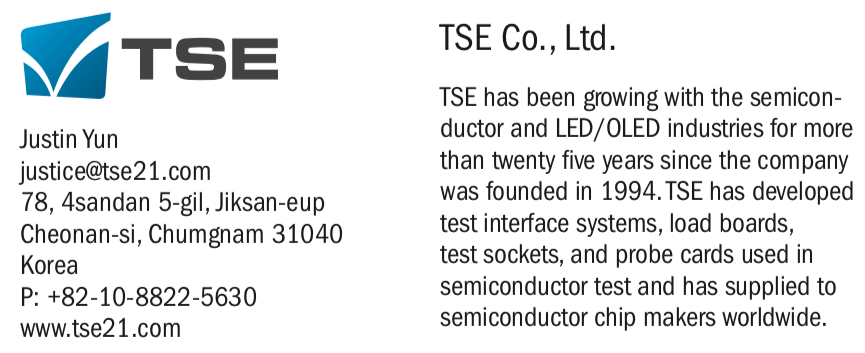 TSE
Justin Yun
justice@tse21.com
78, 4sandan 5-gil, Jiksan-eup
Cheonan-si, Chumgnam 31040
Korea
P: +82-10-8822-5630
www.tse21.com
TSE Co., Ltd.
TSE has been growing with the semicon-
ductor and LED/OLED industries for more
than twenty five years since the company
was founded in 1994. TSE has developed
test interface systems, load boards,
test sockets, and probe cards used in
semiconductor test and has supplied to
semiconductor chip makers worldwide.